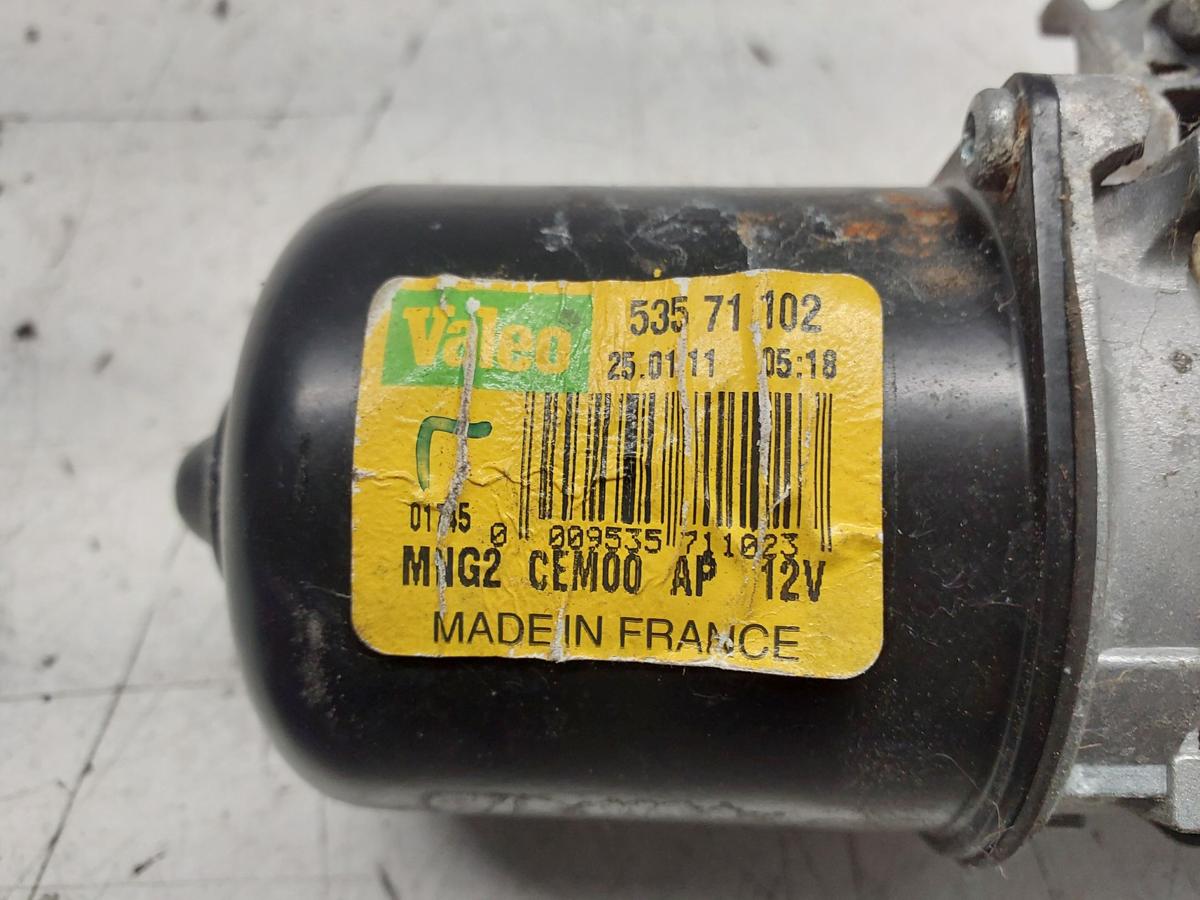 Valeo
535 71 102
25.01.11 05:18
01745
0 009535 711023
MNG2 CEM00 AP 12V
MADE IN FRANCE